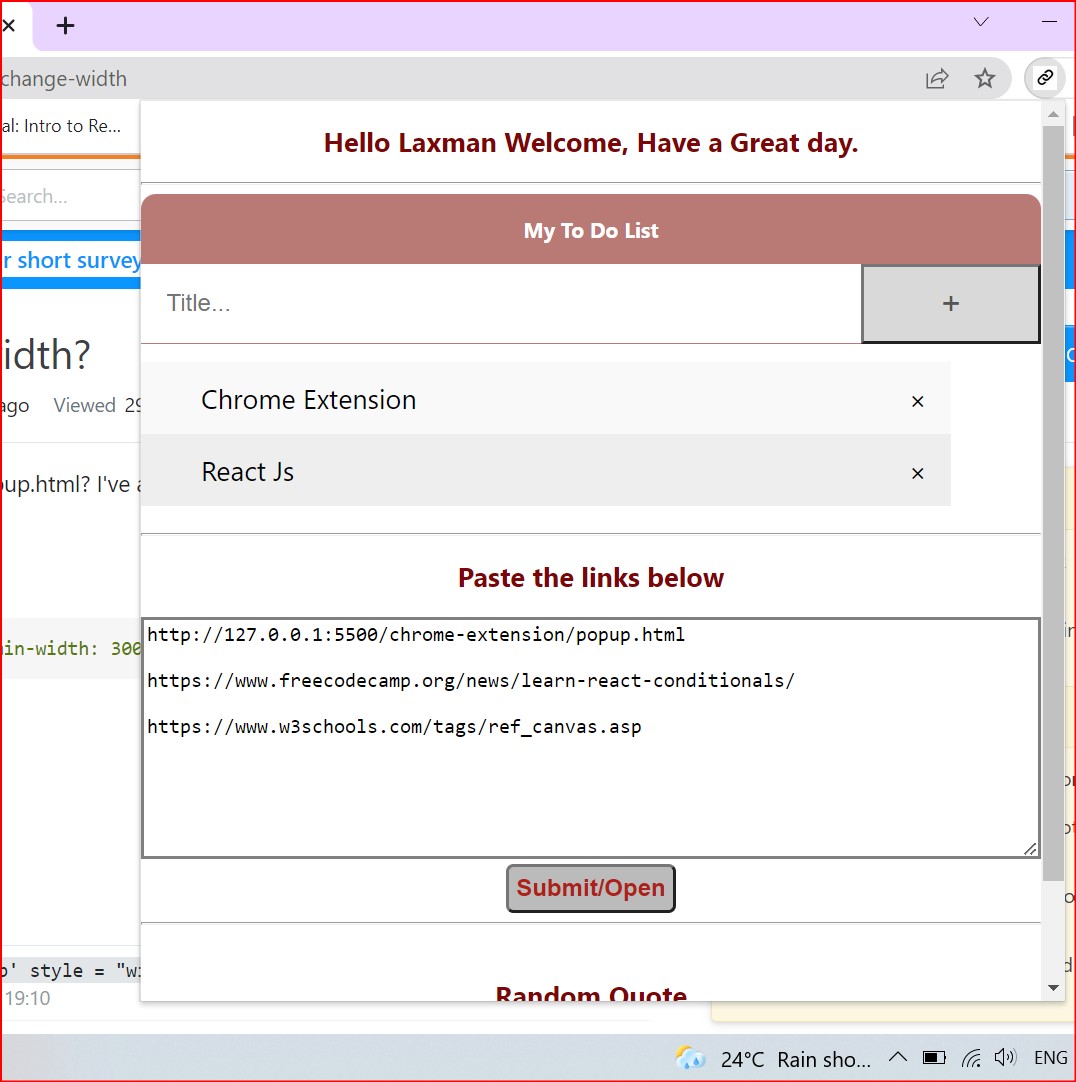 change-width
al: Intro to Re...
Hello Laxman Welcome, Have a Great day.
Search...
My To Do List
r short survey
Title...
+
idth?
ago Viewed 29
Chrome Extension ×
React Js ×
pup.html? I've a
Paste the links below
http://127.0.0.1:5500/chrome-extension/popup.html
in-width: 300
https://www.freecodecamp.org/news/learn-react-conditionals/
https://www.w3schools.com/tags/ref_canvas.asp
Submit/Open
p' style = "wi
19:10
Random Quote
24°C Rain sho... ENG